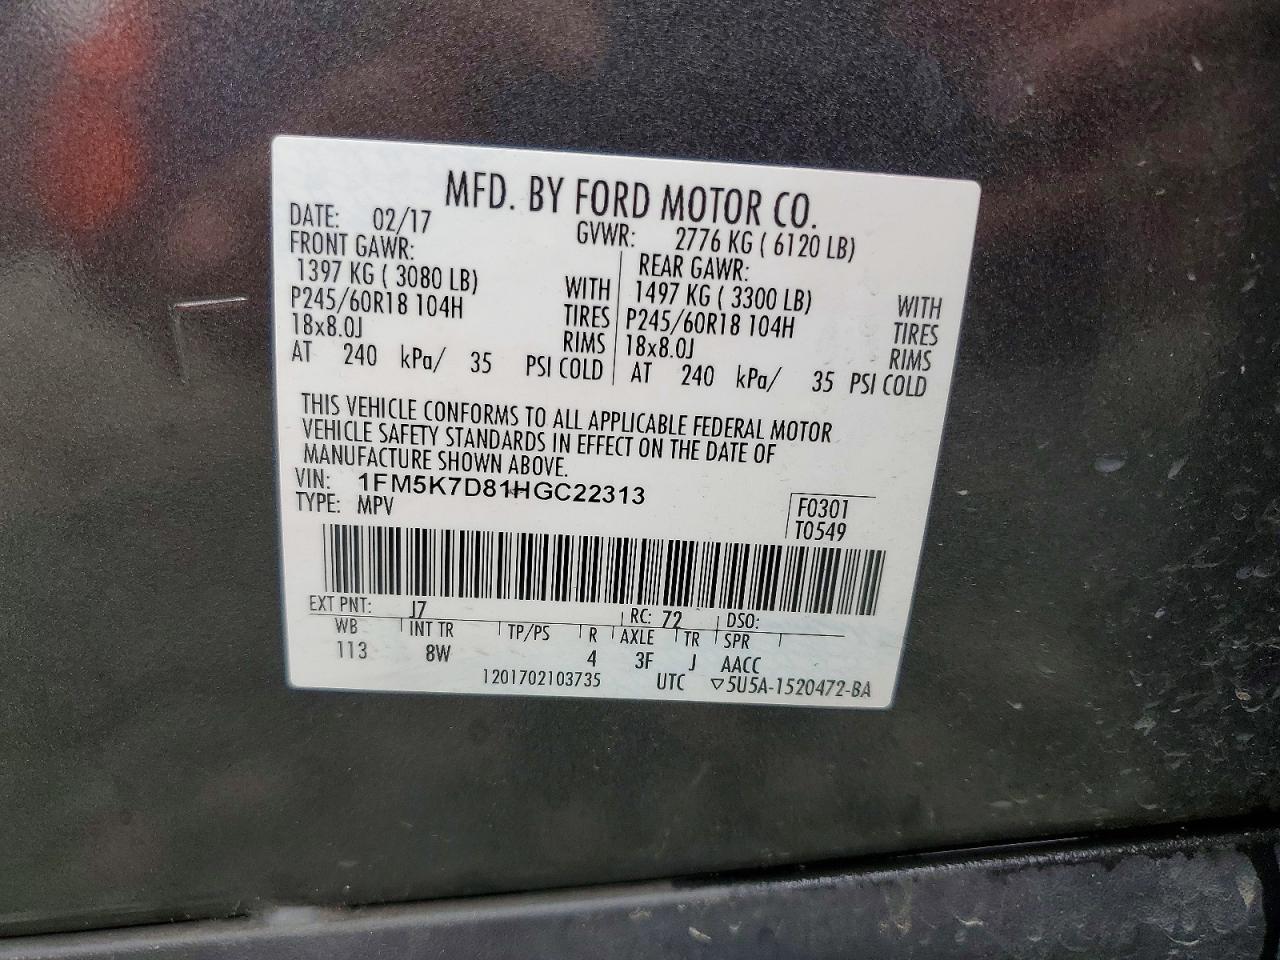 MFD. BY FORD MOTOR CO.
DATE: 02/17 GVWR: 2776 KG ( 6120 LB)
FRONT GAWR: REAR GAWR:
1397 KG ( 3080 LB) WITH 1497 KG ( 3300 LB) WITH
P245/60R18 104H TIRES P245/60R18 104H TIRES
18x8.0J RIMS 18x8.0J RIMS
AT 240 kPa/ 35 PSI COLD AT 240 kPa/ 35 PSI COLD
THIS VEHICLE CONFORMS TO ALL APPLICABLE FEDERAL MOTOR
VEHICLE SAFETY STANDARDS IN EFFECT ON THE DATE OF
MANUFACTURE SHOWN ABOVE.
VIN: 1FM5K7D81HGC22313
TYPE: MPV
F0301
T0549
EXT PNT: J7 RC: 72 DSO:
WB INT TR TP/PS R AXLE TR SPR
113 8W 4 3F J AACC
1201702103735 UTC ▽5U5A-1520472-BA